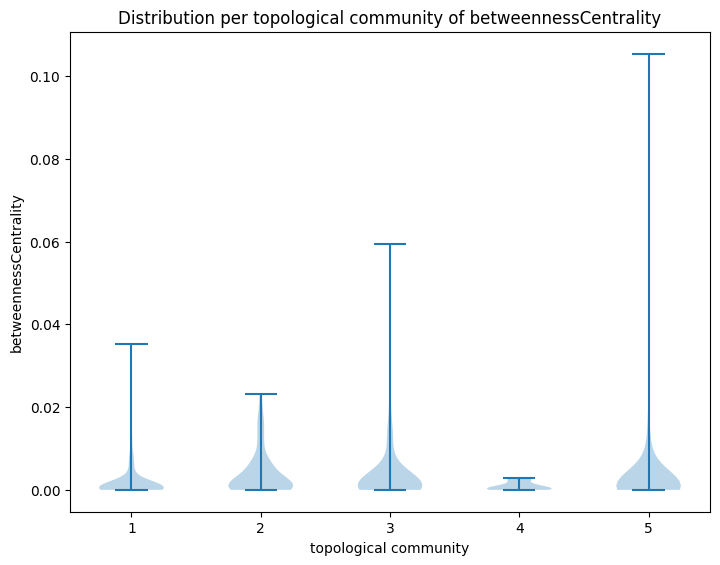 Distribution per topological community of betweennessCentrality
betweennessCentrality
0.10
0.08
0.06
0.04
0.02
0.00
1 2 3 4 5
topological community